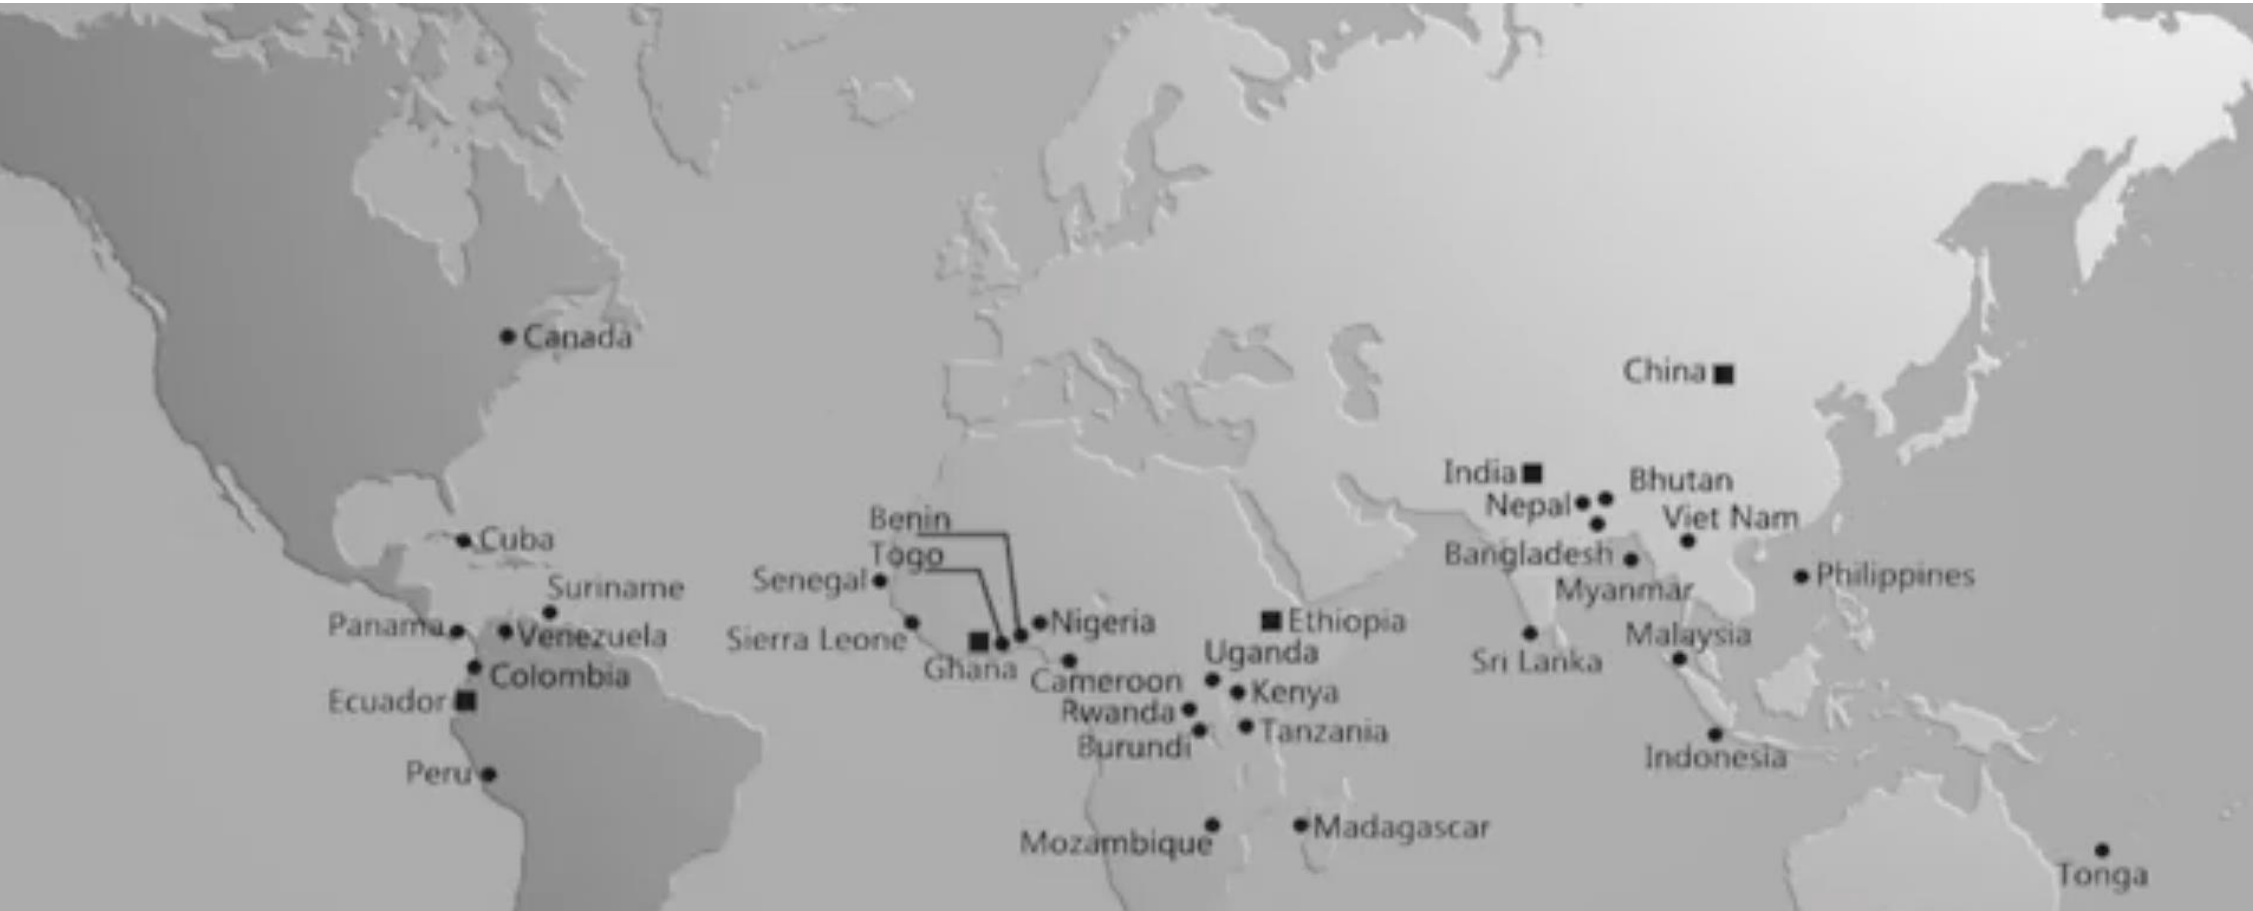 Canada
China
India
Bhutan
Nepal
Viet Nam
Benin
Cuba
Togo
Bangladesh
Senegal
Philippines
Suriname
Myanmar
Panama
Venezuela
Nigeria
Ethiopia
Sierra Leone
Malaysia
Uganda
Ghana
Sri Lanka
Colombia
Cameroon
Kenya
Ecuador
Rwanda
Tanzania
Burundi
Indonesia
Peru
Mozambique
Madagascar
Tonga